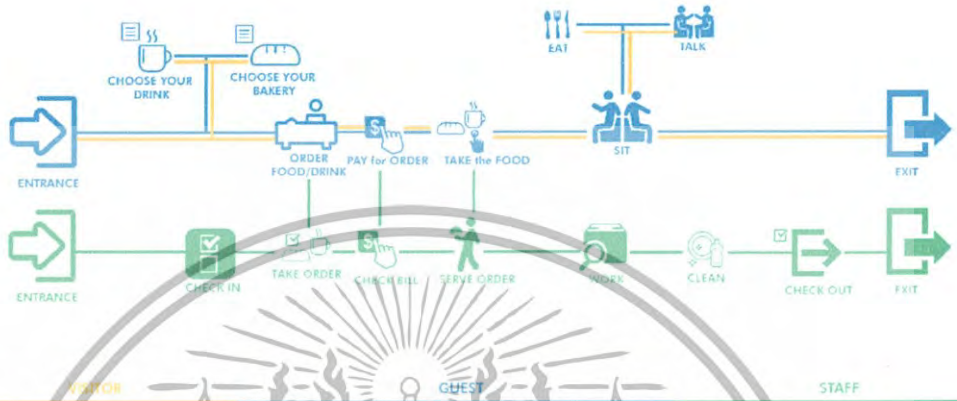 EAT
TALK
CHOOSE YOUR
DRINK
CHOOSE YOUR
BAKERY
ENTRANCE
ORDER
FOOD/DRINK
PAY for ORDER
TAKE the FOOD
SIT
EXIT
ENTRANCE
CHECK IN
TAKE ORDER
CHECK BILL
SERVE ORDER
WORK
CLEAN
CHECK OUT
EXIT
VISITOR
GUEST
STAFF